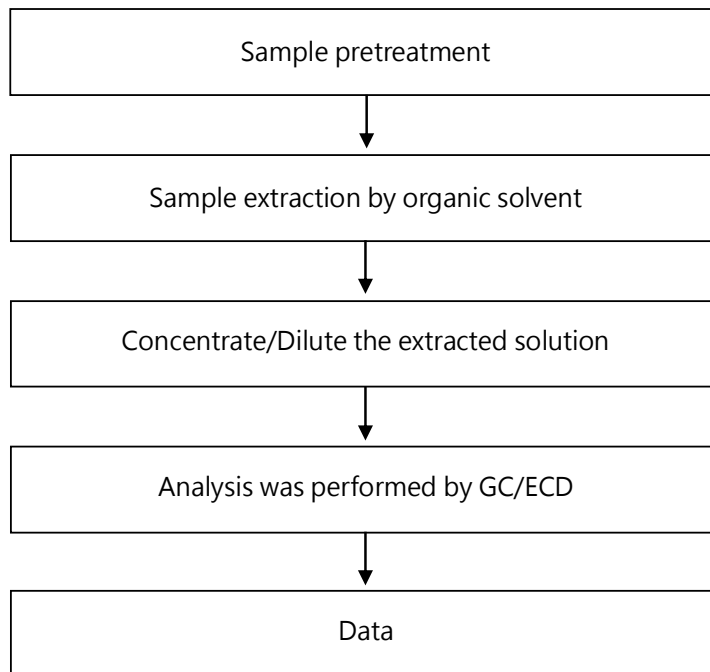 Sample pretreatment
Sample extraction by organic solvent
Concentrate/Dilute the extracted solution
Analysis was performed by GC/ECD
Data